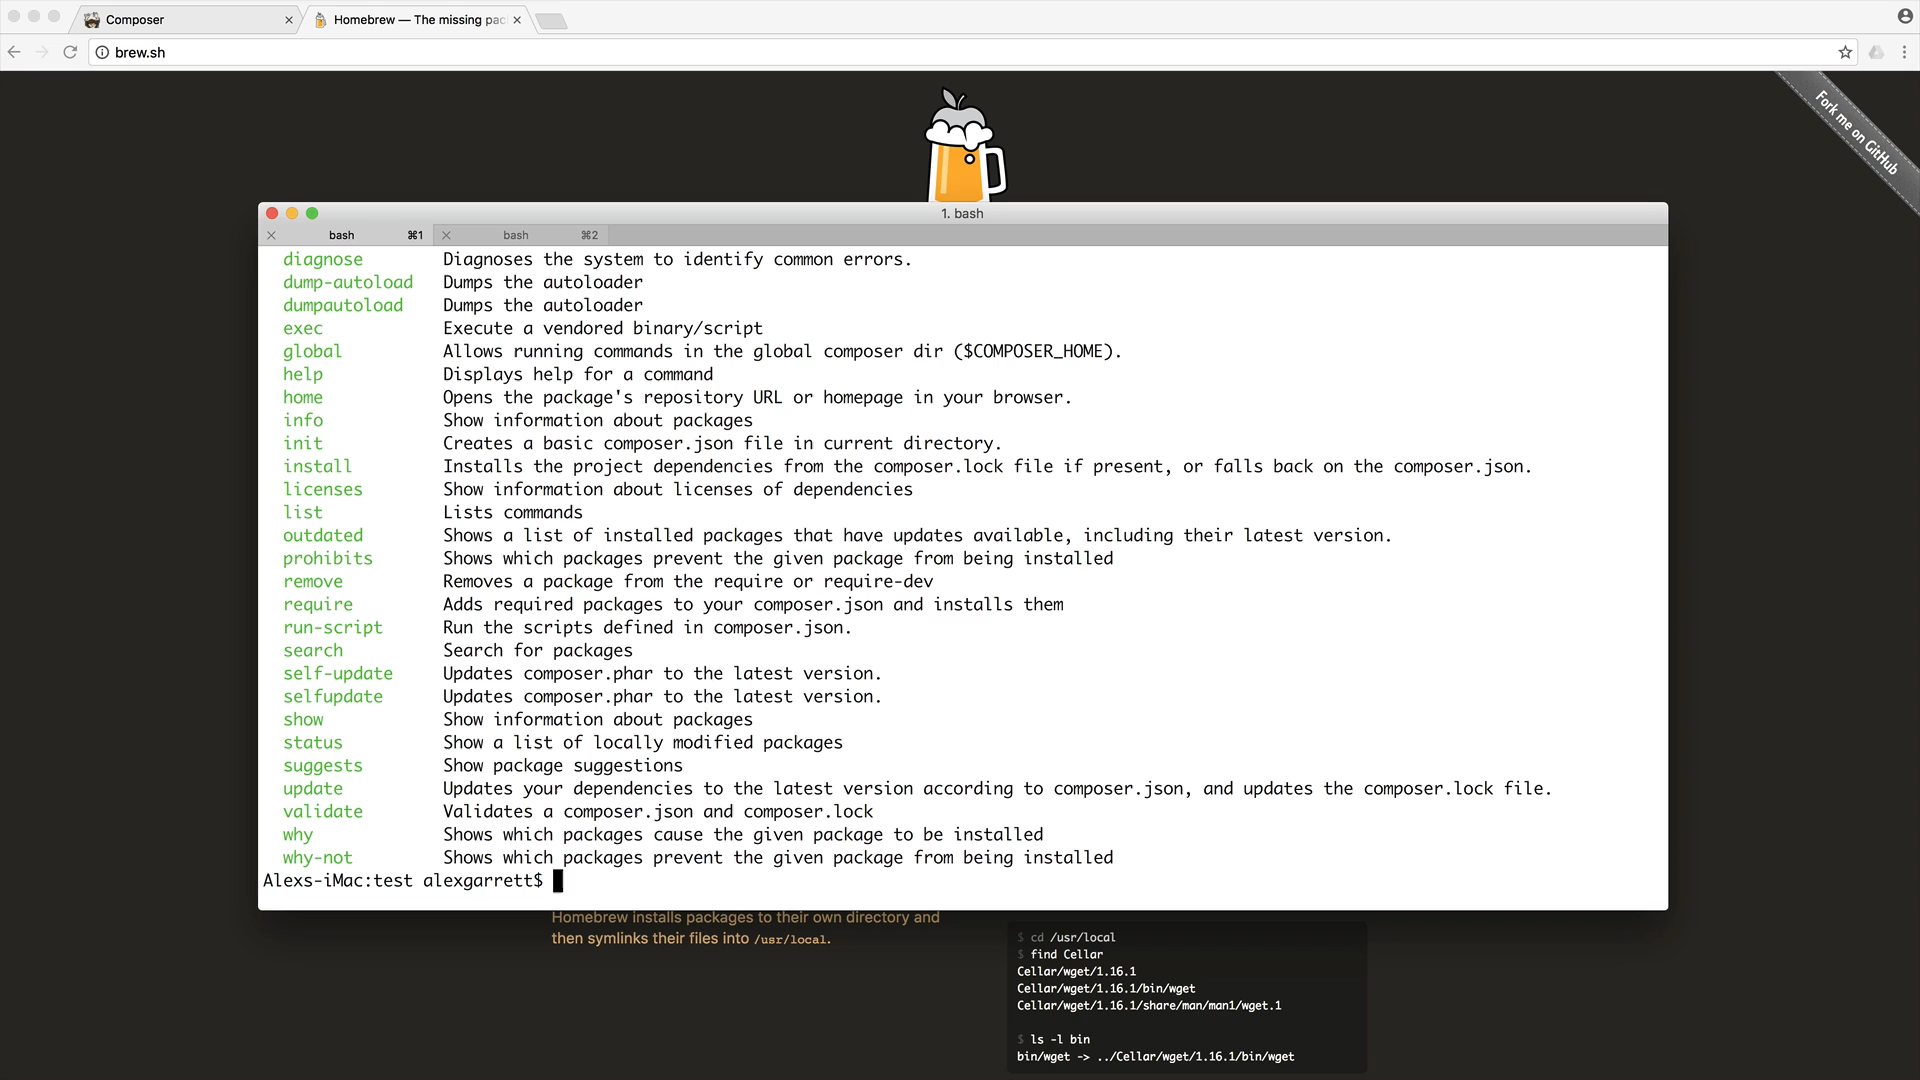 Composer
Homebrew — The missing pac
brew.sh
Fork me on GitHub
1. bash
bash ⌘1
bash ⌘2
diagnose Diagnoses the system to identify common errors.
dump-autoload Dumps the autoloader
dumpautoload Dumps the autoloader
exec Execute a vendored binary/script
global Allows running commands in the global composer dir ($COMPOSER_HOME).
help Displays help for a command
home Opens the package's repository URL or homepage in your browser.
info Show information about packages
init Creates a basic composer.json file in current directory.
install Installs the project dependencies from the composer.lock file if present, or falls back on the composer.json.
licenses Show information about licenses of dependencies
list Lists commands
outdated Shows a list of installed packages that have updates available, including their latest version.
prohibits Shows which packages prevent the given package from being installed
remove Removes a package from the require or require-dev
require Adds required packages to your composer.json and installs them
run-script Run the scripts defined in composer.json.
search Search for packages
self-update Updates composer.phar to the latest version.
selfupdate Updates composer.phar to the latest version.
show Show information about packages
status Show a list of locally modified packages
suggests Show package suggestions
update Updates your dependencies to the latest version according to composer.json, and updates the composer.lock file.
validate Validates a composer.json and composer.lock
why Shows which packages cause the given package to be installed
why-not Shows which packages prevent the given package from being installed
Alexs-iMac:test alexgarrett$
Homebrew installs packages to their own directory and
then symlinks their files into /usr/local.
$ cd /usr/local
$ find Cellar
Cellar/wget/1.16.1
Cellar/wget/1.16.1/bin/wget
Cellar/wget/1.16.1/share/man/man1/wget.1
$ ls -l bin
bin/wget -> ../Cellar/wget/1.16.1/bin/wget